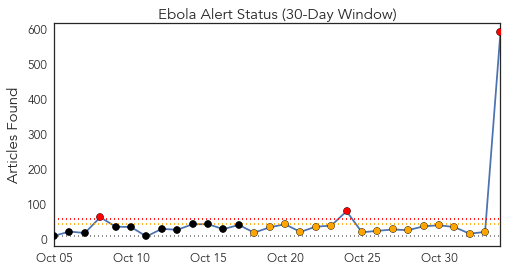 Ebola Alert Status (30-Day Window)
Articles Found
600
500
400
300
200
100
0
Oct 05
Oct 10
Oct 15
Oct 20
Oct 25
Oct 30